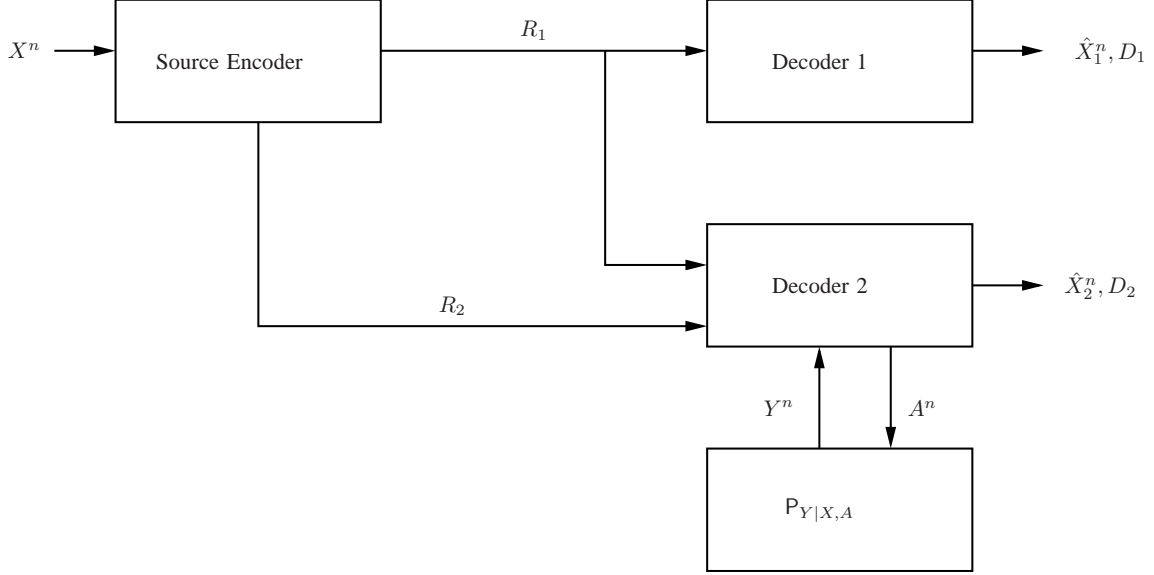 X^n
Source Encoder
R_1
Decoder 1
\hat{X}_1^n, D_1
Decoder 2
\hat{X}_2^n, D_2
R_2
Y^n
A^n
P_{Y|X,A}